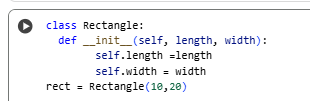 class Rectangle:
  def __init__(self, length, width):
        self.length =length
        self.width = width
rect = Rectangle(10,20)